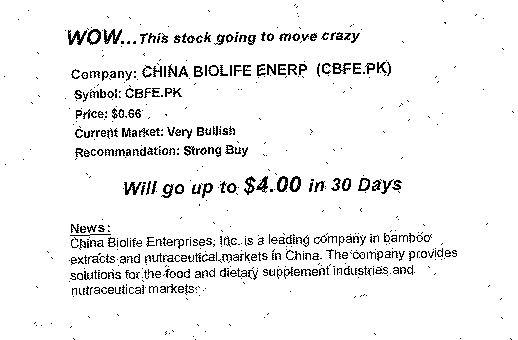 WOW...This stock going to move crazy
Company: CHINA BIOLIFE ENERP (CBFE.PK)
Symbol: CBFE.PK
Price: $0.66
Current Market: Very Bullish
Recommandation: Strong Buy
Will go up to $4.00 in 30 Days
News:
China Biolife Enterprises, Inc. is a leading company in bamboo
extracts and nutraceutical markets in China. The company provides
solutions for the food and dietary supplement industries and
nutraceutical markets.